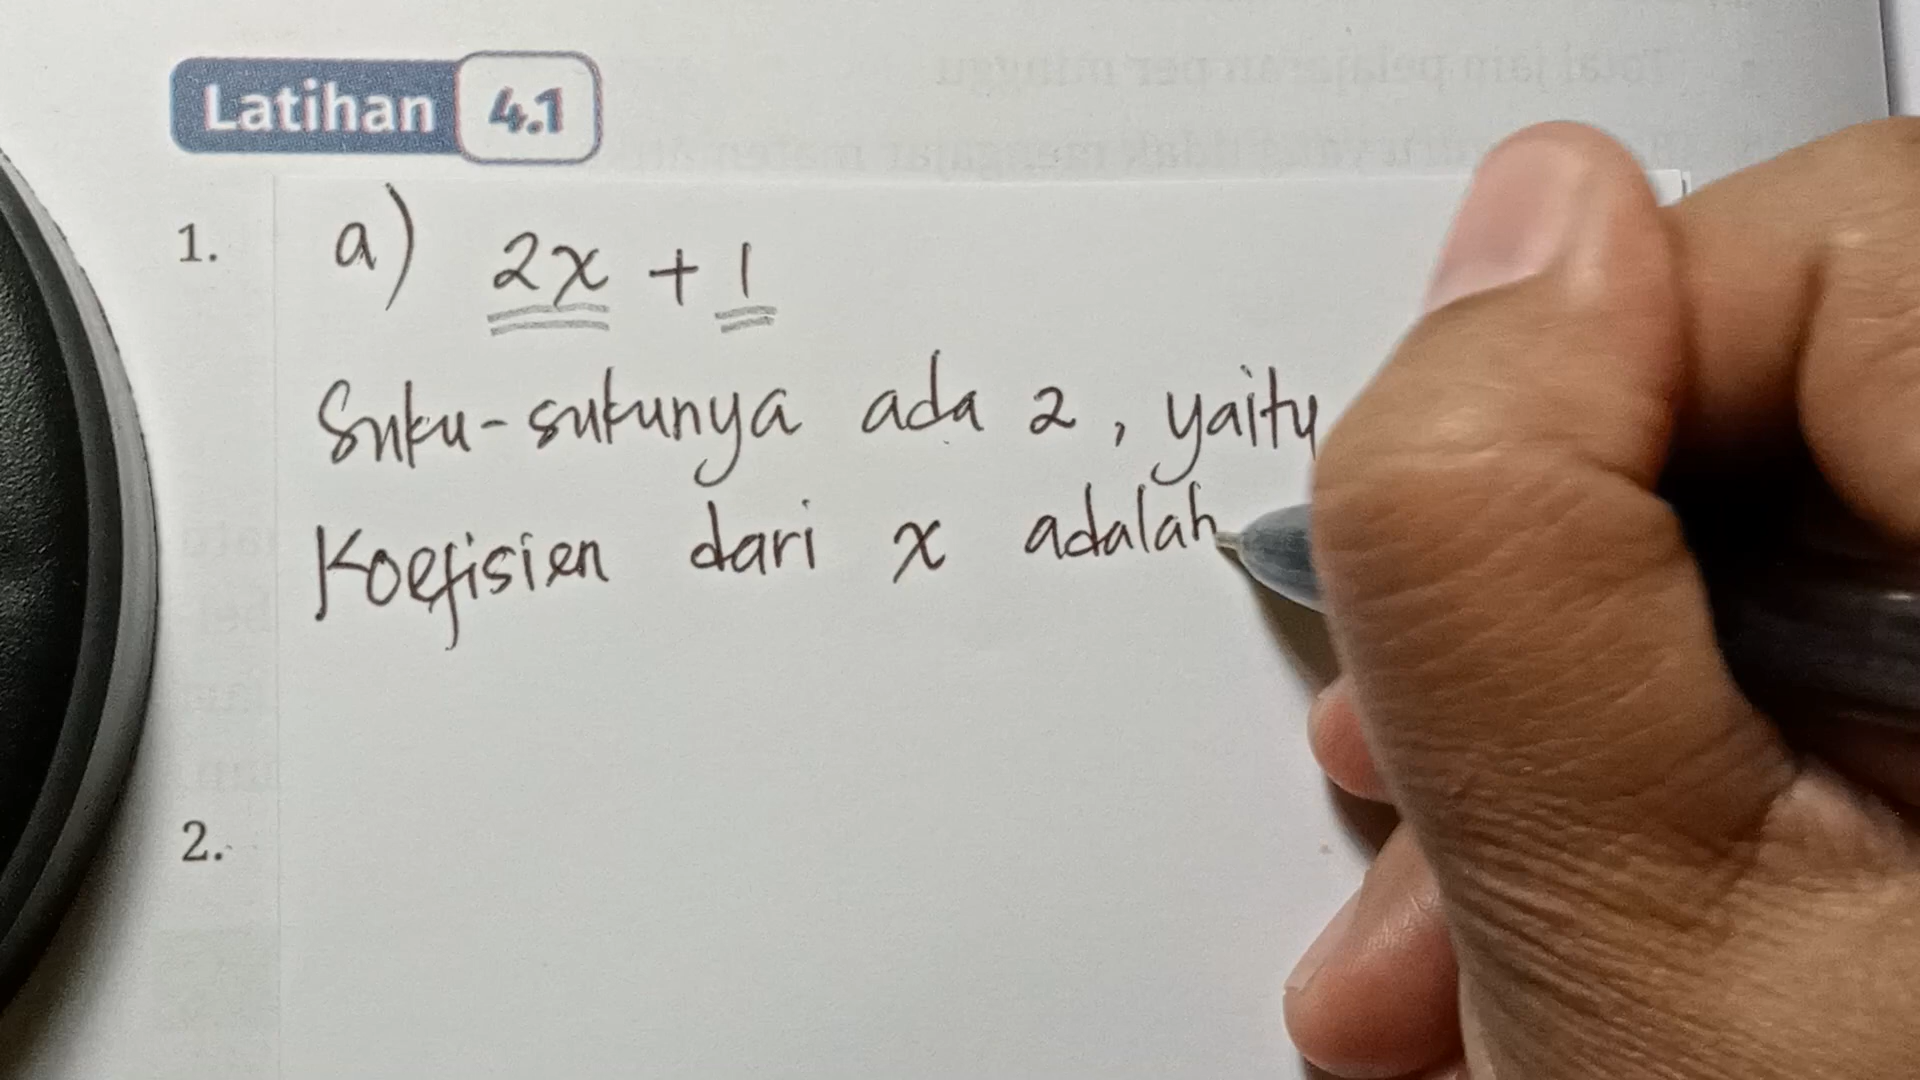 Latihan 4.1
1. a) 2x + 1
Suku-sukunya ada 2, yaitu
Koefisien dari x adalah
2.